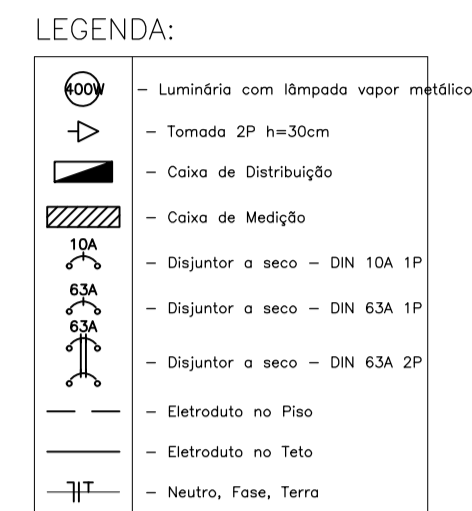 LEGENDA:
400W – Luminária com lâmpada vapor metálico
– Tomada 2P h=30cm
– Caixa de Distribuição
– Caixa de Medição
10A – Disjuntor a seco – DIN 10A 1P
63A – Disjuntor a seco – DIN 63A 1P
63A – Disjuntor a seco – DIN 63A 2P
– Eletroduto no Piso
– Eletroduto no Teto
– Neutro, Fase, Terra